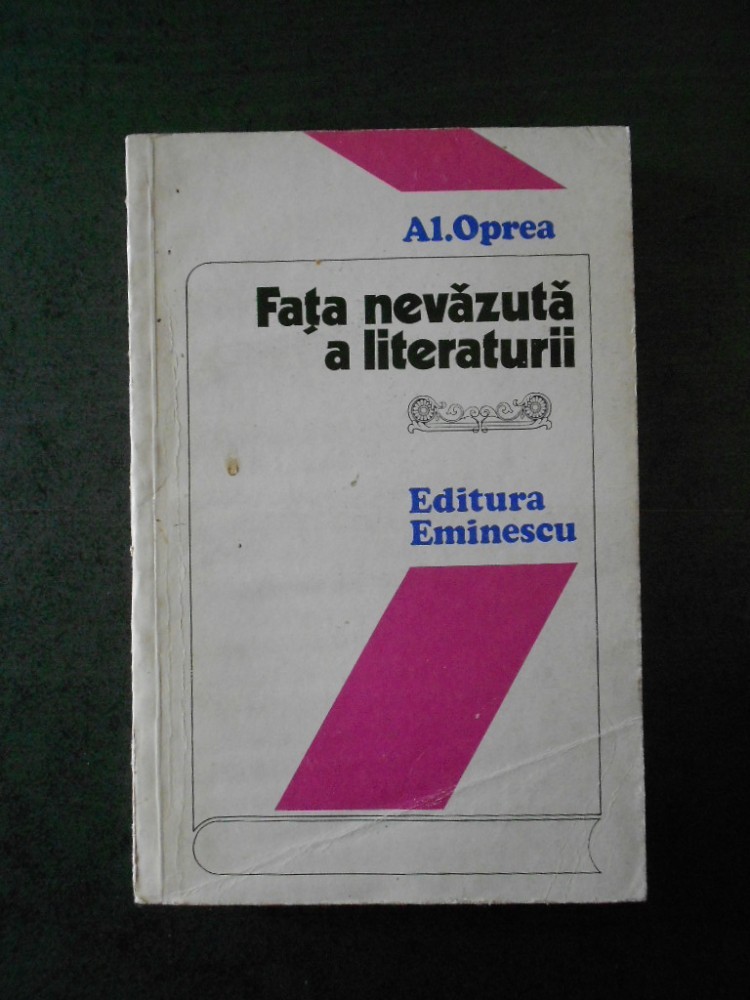 Al.Oprea
Fața nevăzută
a literaturii
Editura
Eminescu